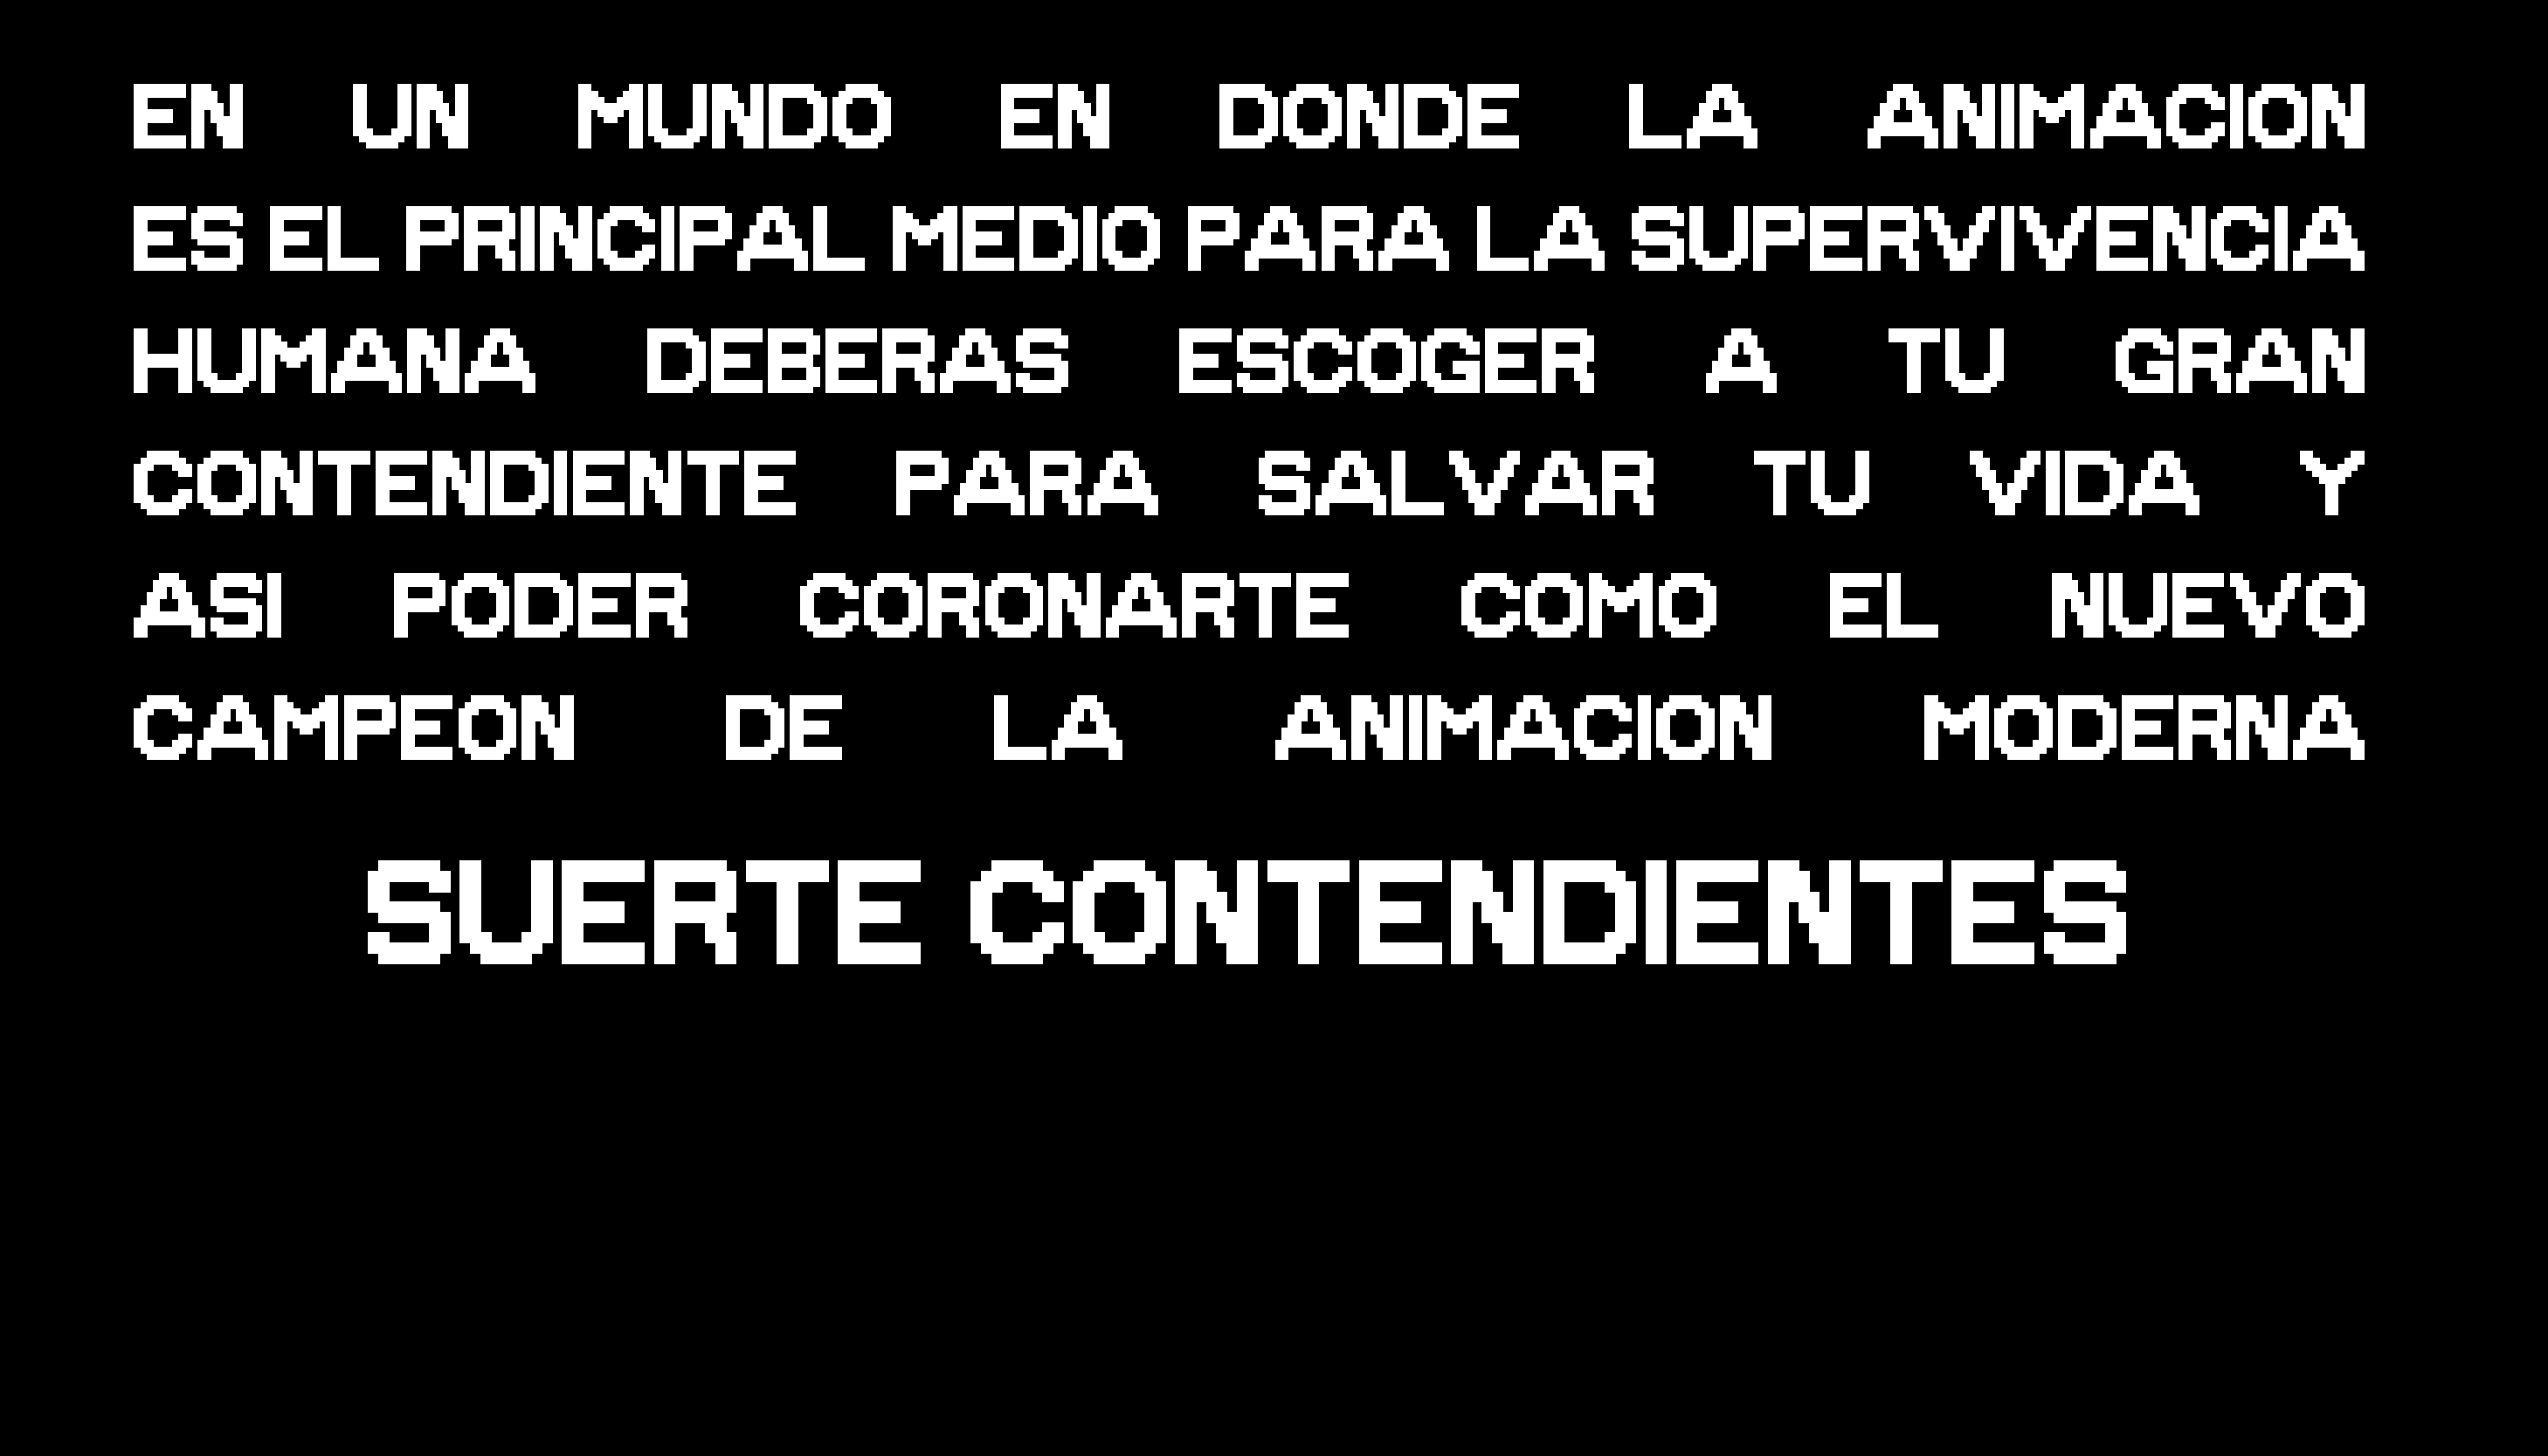 EN UN MUNDO EN DONDE LA ANIMACION
ES EL PRINCIPAL MEDIO PARA LA SUPERVIVENCIA
HUMANA DEBERAS ESCOGER A TU GRAN
CONTENDIENTE PARA SALVAR TU VIDA Y
ASI PODER CORONARTE COMO EL NUEVO
CAMPEON DE LA ANIMACION MODERNA
SUERTE CONTENDIENTES